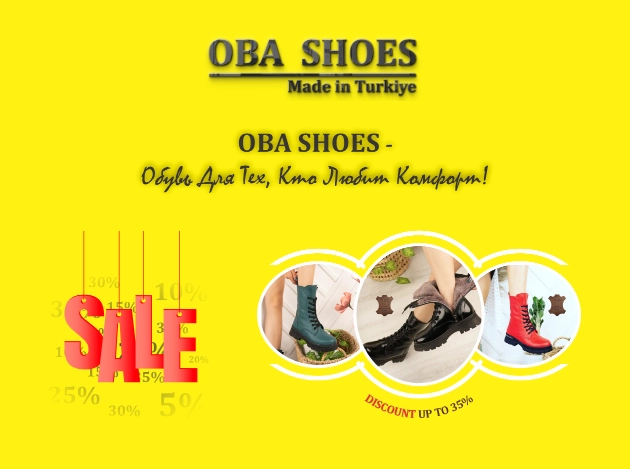 OBA SHOES
Made in Turkiye
OBA SHOES -
Обувь Для Тех, Кто Любит Комфорт!
30%
10%
15%
SALE
20%
15%
25%
30%
5%
DISCOUNT UP TO 35%